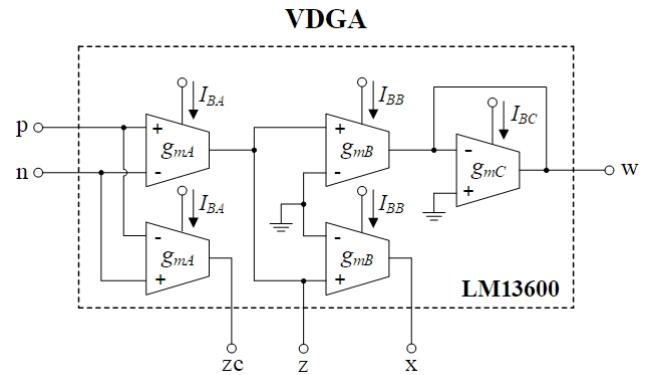 VDGA
I_BA I_BB
p + + I_BC
g_mA g_mB -
n - - g_mC w
I_BA I_BB +
- -
g_mA g_mB
+ +
LM13600
zc z x